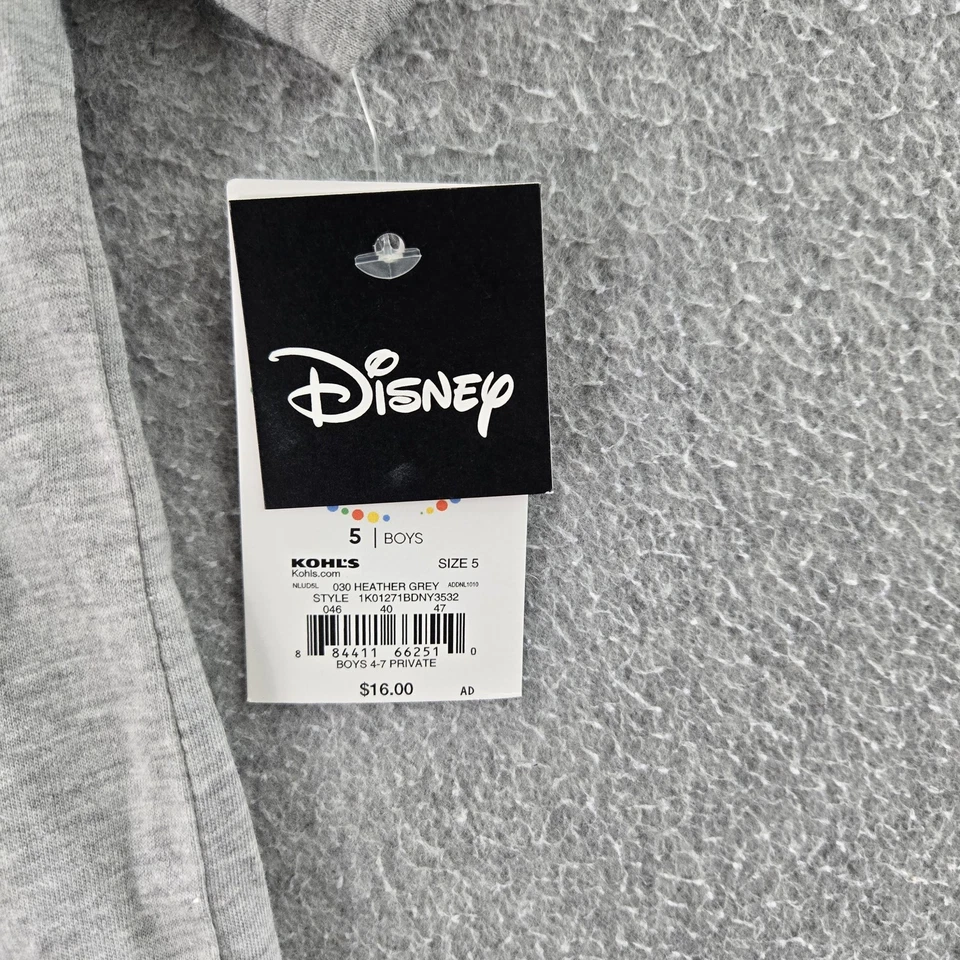 Disney
5 | BOYS
KOHL'S SIZE 5
Kohls.com
NLUD5L 030 HEATHER GREY ADDNL1010
STYLE 1K01271BDNY3532
046 40 47
8 84411 66251 0
BOYS 4-7 PRIVATE
$16.00 AD